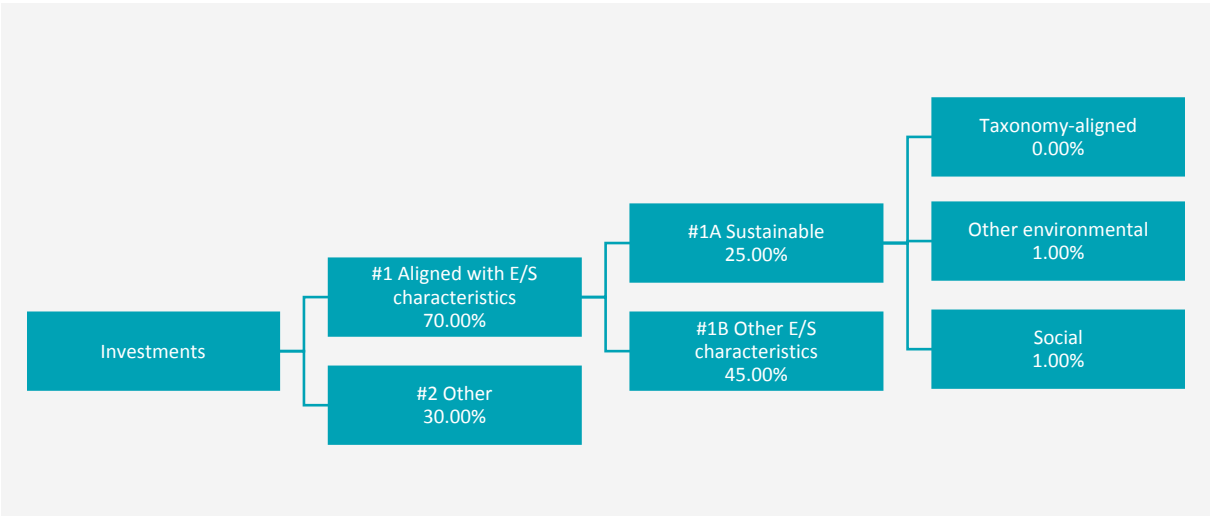 Investments
#1 Aligned with E/S
characteristics
70.00%
#2 Other
30.00%
#1A Sustainable
25.00%
#1B Other E/S
characteristics
45.00%
Taxonomy-aligned
0.00%
Other environmental
1.00%
Social
1.00%